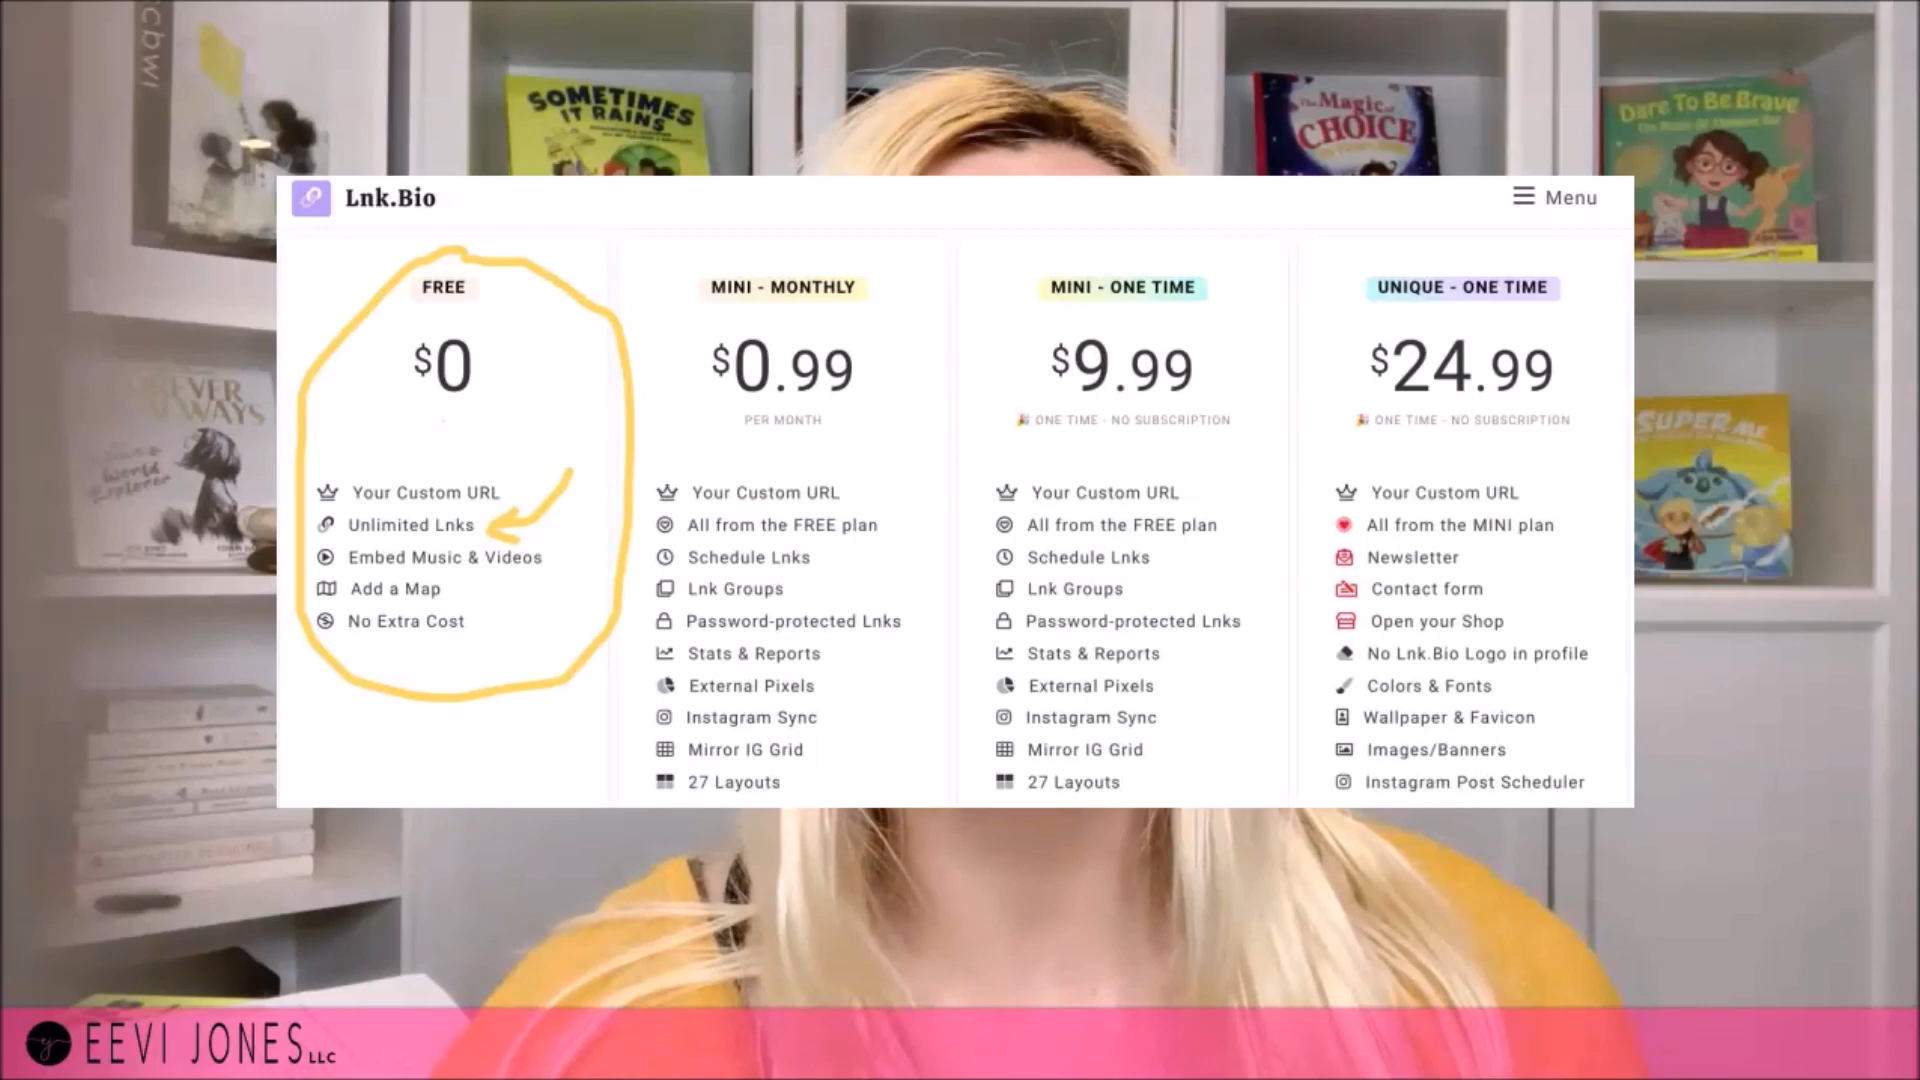 scbwi
SOMETIMES
IT RAINS
The Magic of
CHOICE
Dare To Be Brave
Lnk.Bio
Menu
FREE
$0
Your Custom URL
Unlimited Lnks
Embed Music & Videos
Add a Map
No Extra Cost
MINI - MONTHLY
$0.99
PER MONTH
Your Custom URL
All from the FREE plan
Schedule Lnks
Lnk Groups
Password-protected Lnks
Stats & Reports
External Pixels
Instagram Sync
Mirror IG Grid
27 Layouts
MINI - ONE TIME
$9.99
ONE TIME - NO SUBSCRIPTION
Your Custom URL
All from the FREE plan
Schedule Lnks
Lnk Groups
Password-protected Lnks
Stats & Reports
External Pixels
Instagram Sync
Mirror IG Grid
27 Layouts
UNIQUE - ONE TIME
$24.99
ONE TIME - NO SUBSCRIPTION
Your Custom URL
All from the MINI plan
Newsletter
Contact form
Open your Shop
No Lnk.Bio Logo in profile
Colors & Fonts
Wallpaper & Favicon
Images/Banners
Instagram Post Scheduler
World
Explorer
SUPER ME
EEVI JONES LLC